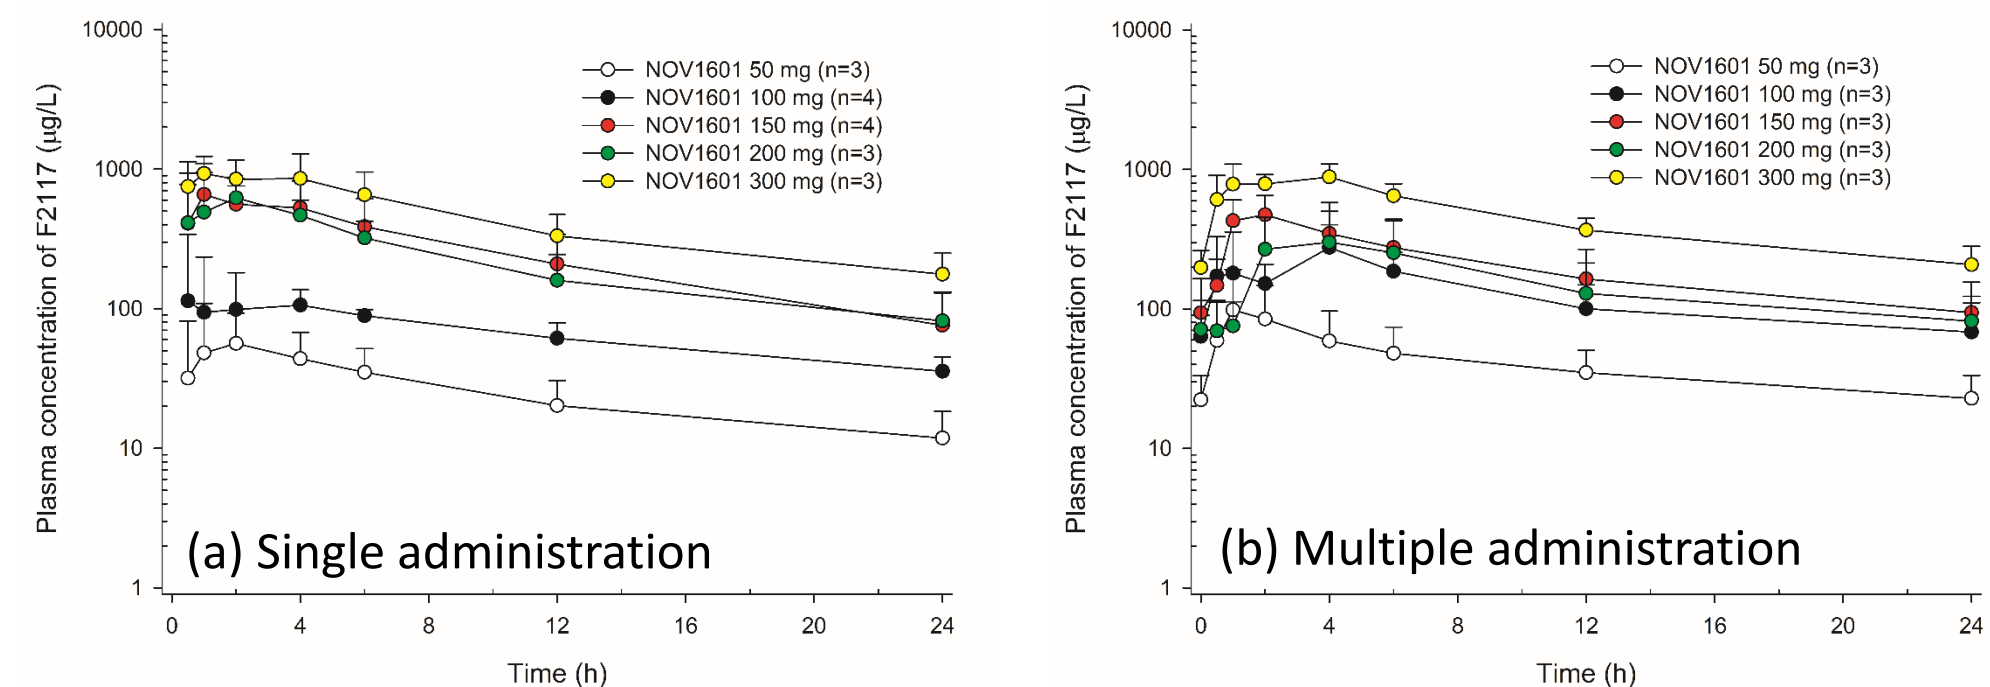 Plasma concentration of F2117 (μg/L)
10000
1000
100
10
1
NOV1601 50 mg (n=3)
NOV1601 100 mg (n=4)
NOV1601 150 mg (n=4)
NOV1601 200 mg (n=3)
NOV1601 300 mg (n=3)
(a) Single administration
0 4 8 12 16 20 24
Time (h)
Plasma concentration of F2117 (μg/L)
10000
1000
100
10
1
NOV1601 50 mg (n=3)
NOV1601 100 mg (n=3)
NOV1601 150 mg (n=3)
NOV1601 200 mg (n=3)
NOV1601 300 mg (n=3)
(b) Multiple administration
0 4 8 12 16 20 24
Time (h)